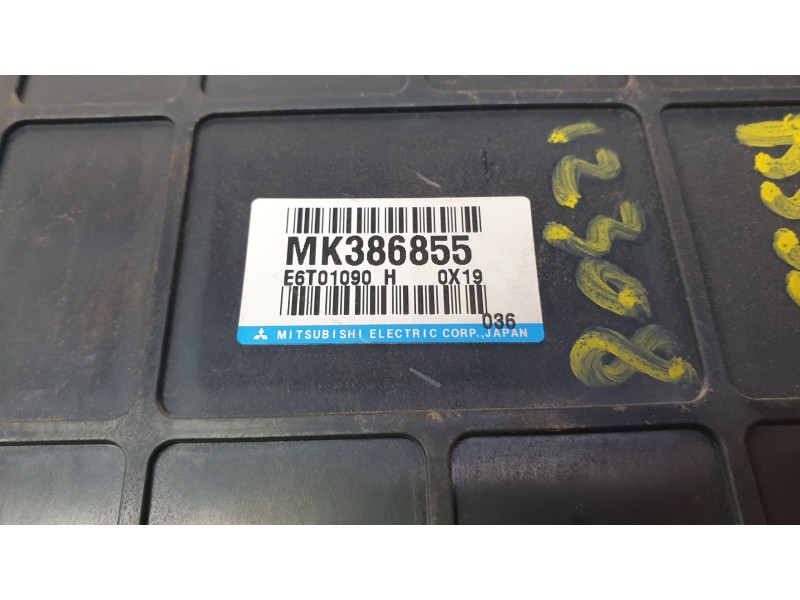 MK386855
E6T01090 H 0X19
036
MITSUBISHI ELECTRIC CORP., JAPAN